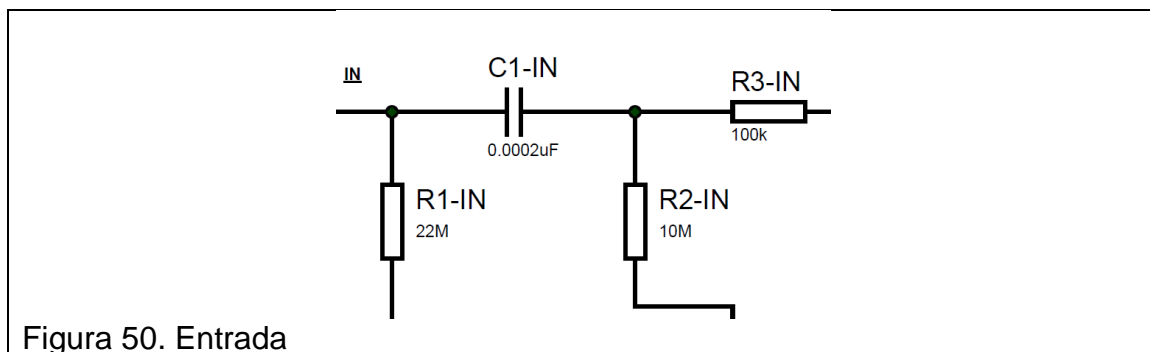 IN
C1-IN
0.0002uF
R3-IN
100k
R1-IN
22M
R2-IN
10M
Figura 50. Entrada